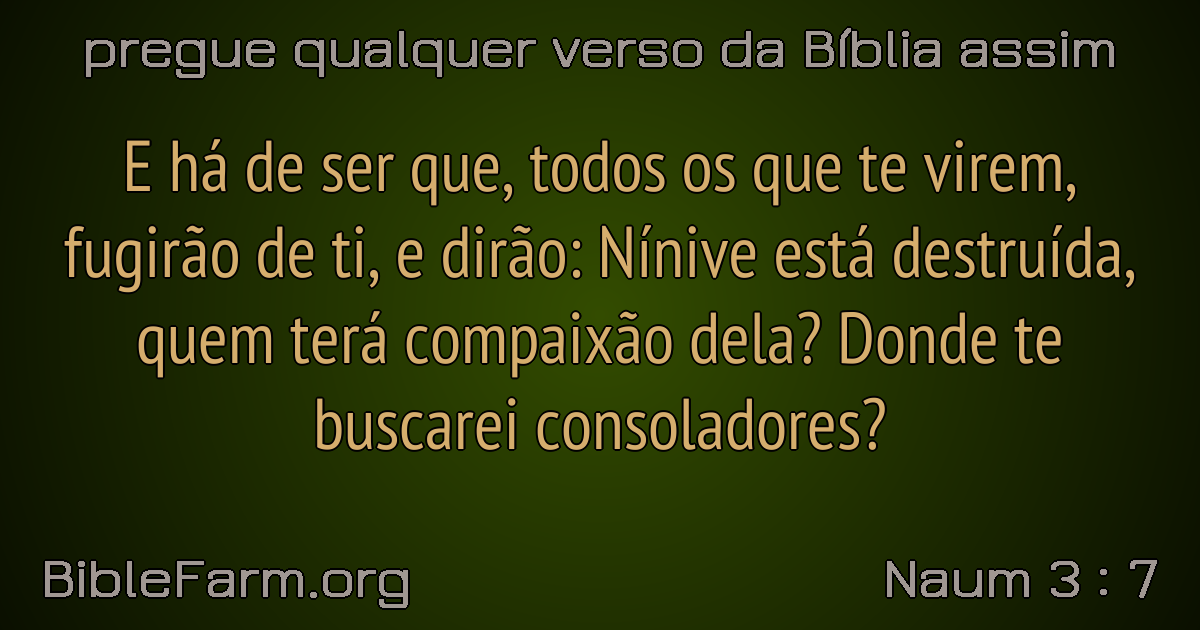 pregue qualquer verso da Bíblia assim
E há de ser que, todos os que te virem,
fugirão de ti, e dirão: Nínive está destruída,
quem terá compaixão dela? Donde te
buscarei consoladores?
BibleFarm.org
Naum 3 : 7